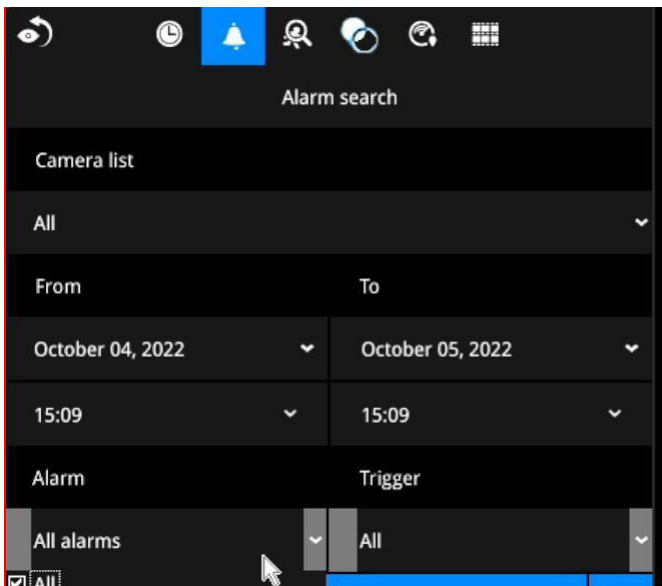 Alarm search
Camera list
All
From To
October 04, 2022 October 05, 2022
15:09 15:09
Alarm Trigger
All alarms All
All